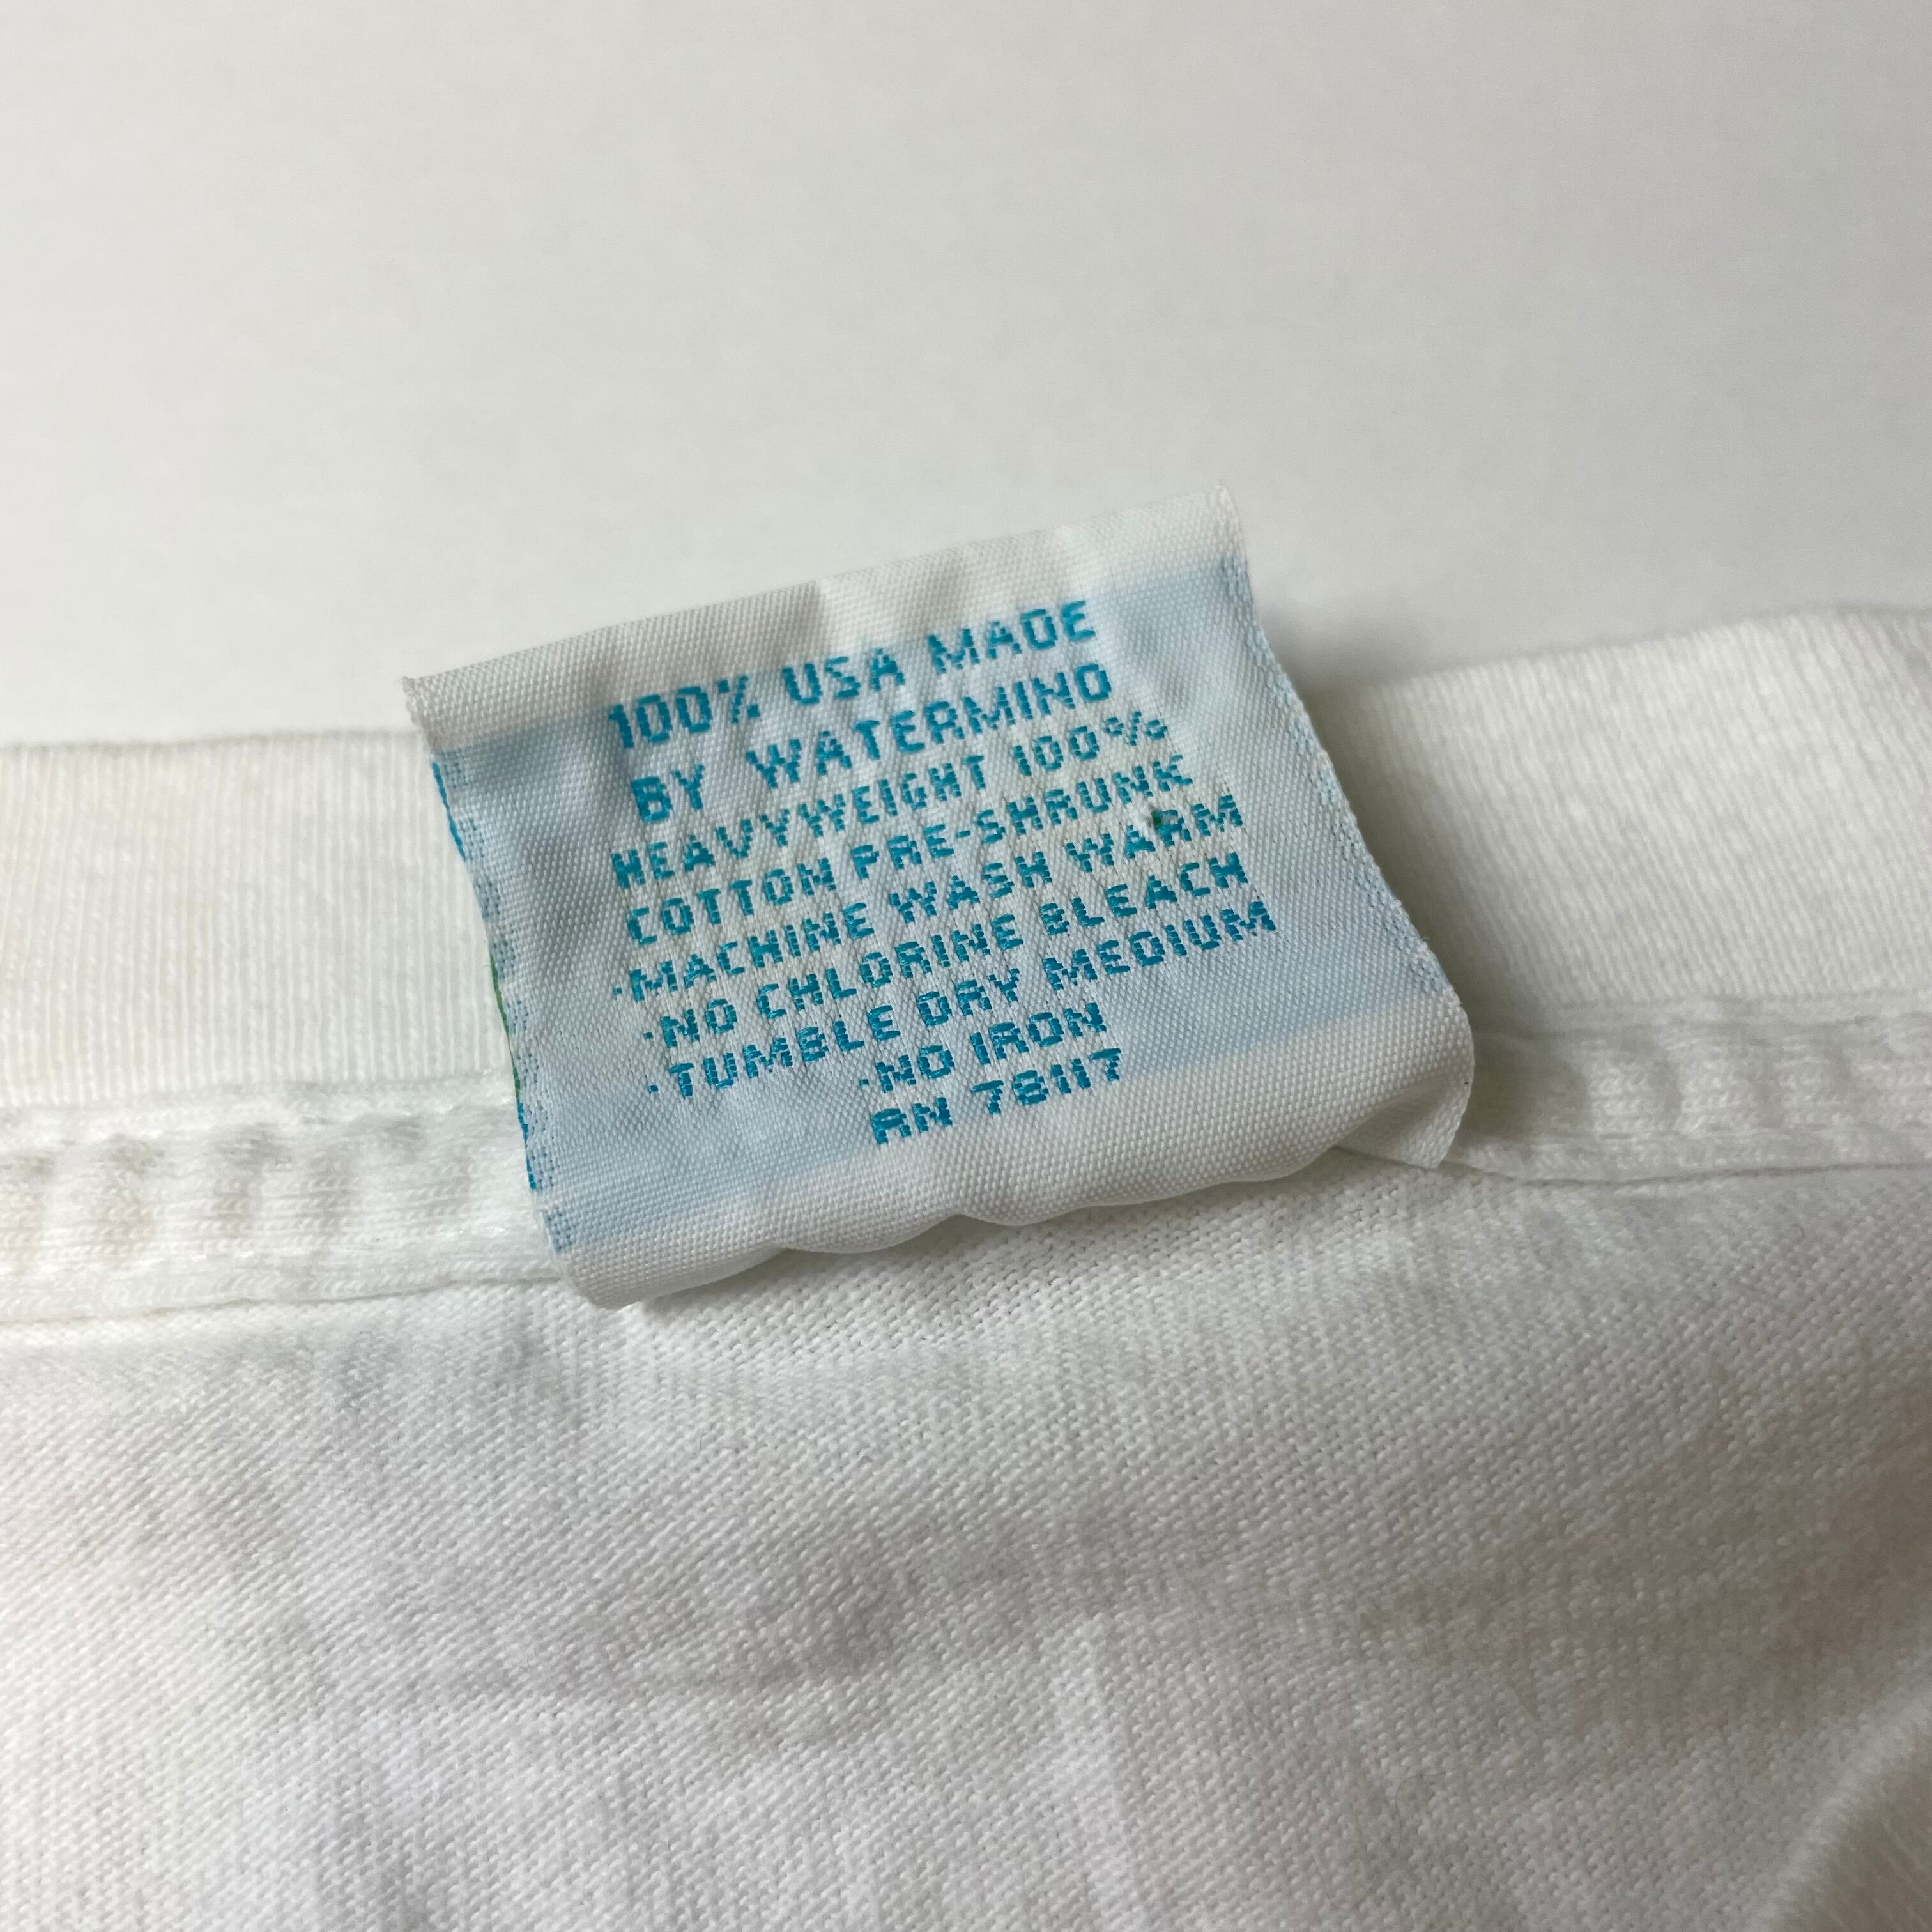 100% USA MADE
BY WATERMIND
HEAVYWEIGHT 100%
COTTON PRE-SHRUNK
·MACHINE WASH WARM
·NO CHLORINE BLEACH
·TUMBLE DRY MEDIUM
·NO IRON
RN 78117